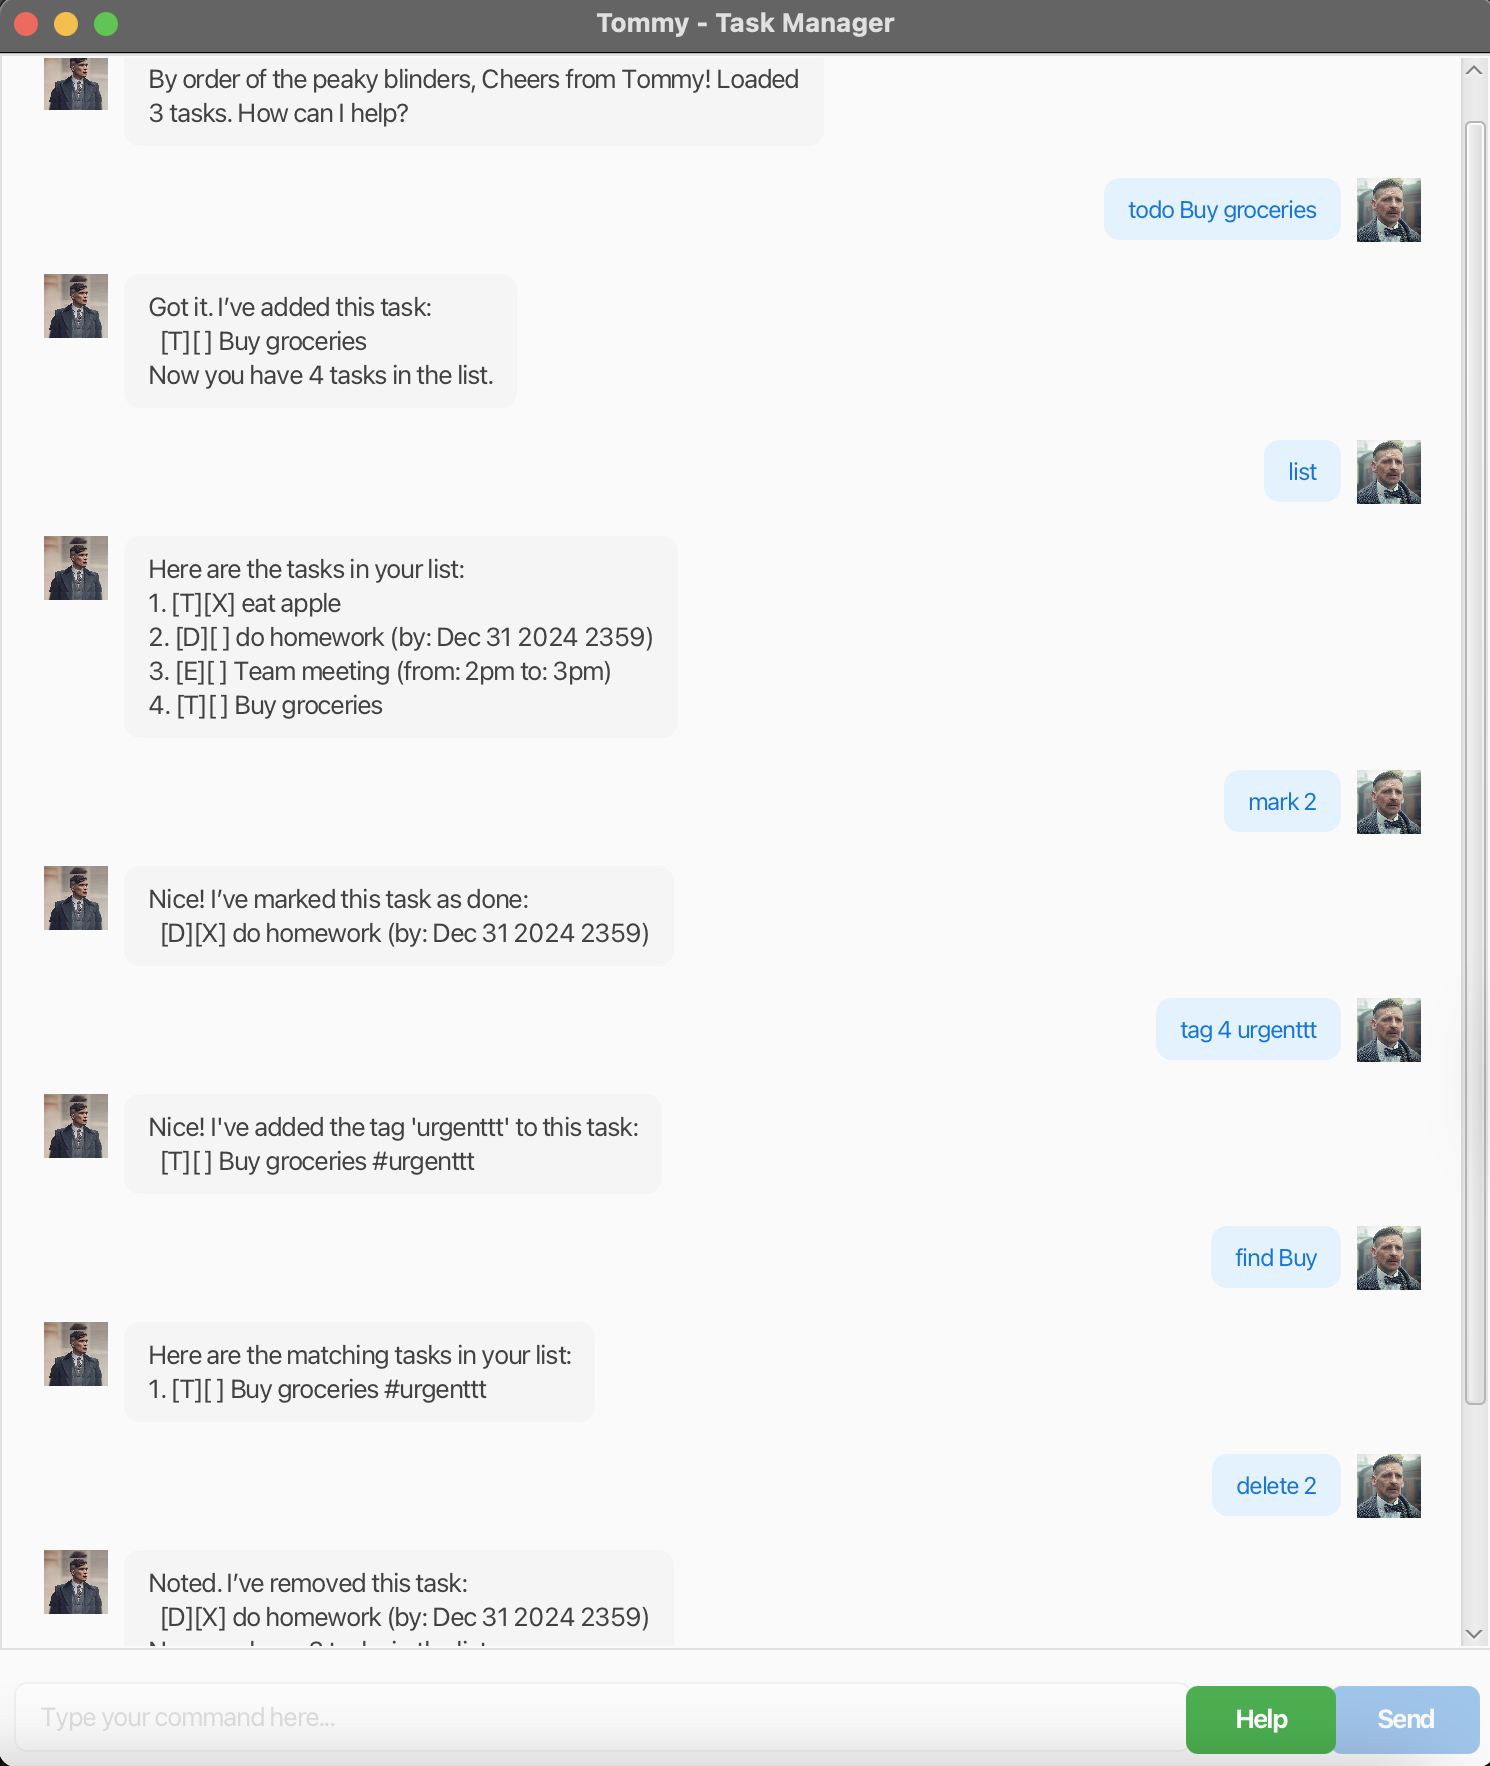 Tommy - Task Manager
By order of the peaky blinders, Cheers from Tommy! Loaded
3 tasks. How can I help?
todo Buy groceries
Got it. I’ve added this task:
[T][ ] Buy groceries
Now you have 4 tasks in the list.
list
Here are the tasks in your list:
1. [T][X] eat apple
2. [D][ ] do homework (by: Dec 31 2024 2359)
3. [E][ ] Team meeting (from: 2pm to: 3pm)
4. [T][ ] Buy groceries
mark 2
Nice! I’ve marked this task as done:
[D][X] do homework (by: Dec 31 2024 2359)
tag 4 urgenttt
Nice! I've added the tag 'urgenttt' to this task:
[T][ ] Buy groceries #urgenttt
find Buy
Here are the matching tasks in your list:
1. [T][ ] Buy groceries #urgenttt
delete 2
Noted. I’ve removed this task:
[D][X] do homework (by: Dec 31 2024 2359)
Type your command here...
Help
Send